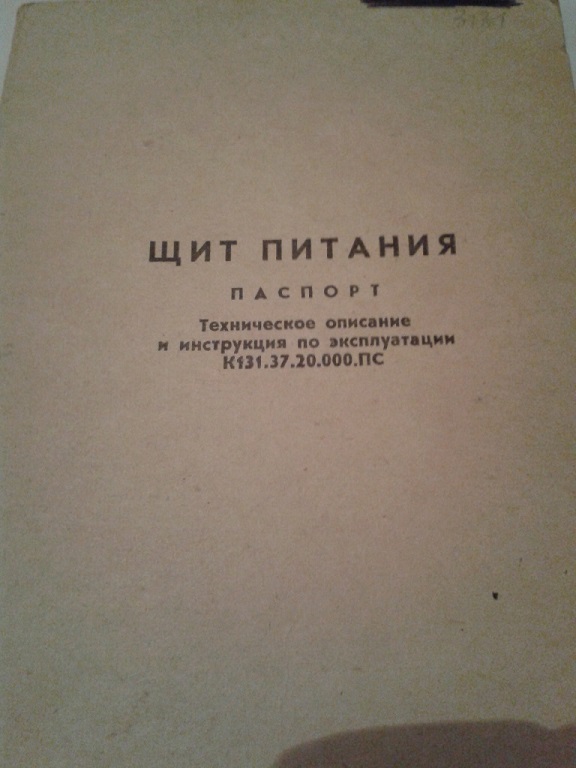 ЩИТ ПИТАНИЯ
ПАСПОРТ
Техническое описание
и инструкция по эксплуатации
К131.37.20.000.ПС